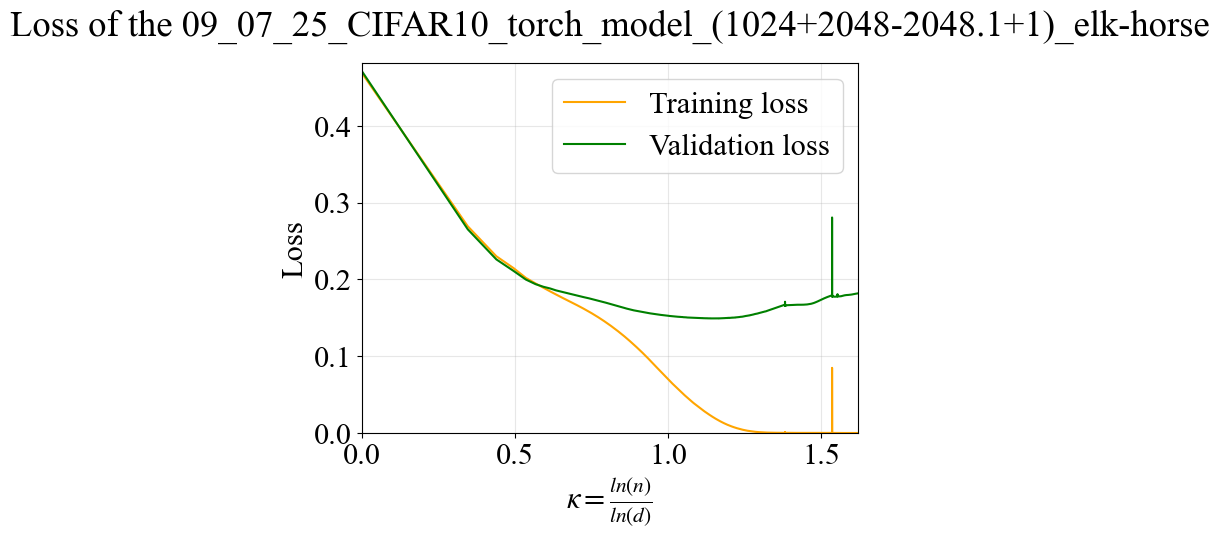 Loss of the 09_07_25_CIFAR10_torch_model_(1024+2048-2048.1+1)_elk-horse
Training loss
Validation loss
Loss
0.4
0.3
0.2
0.1
0.0
0.0 0.5 1.0 1.5
κ = ln(n)/ln(d)